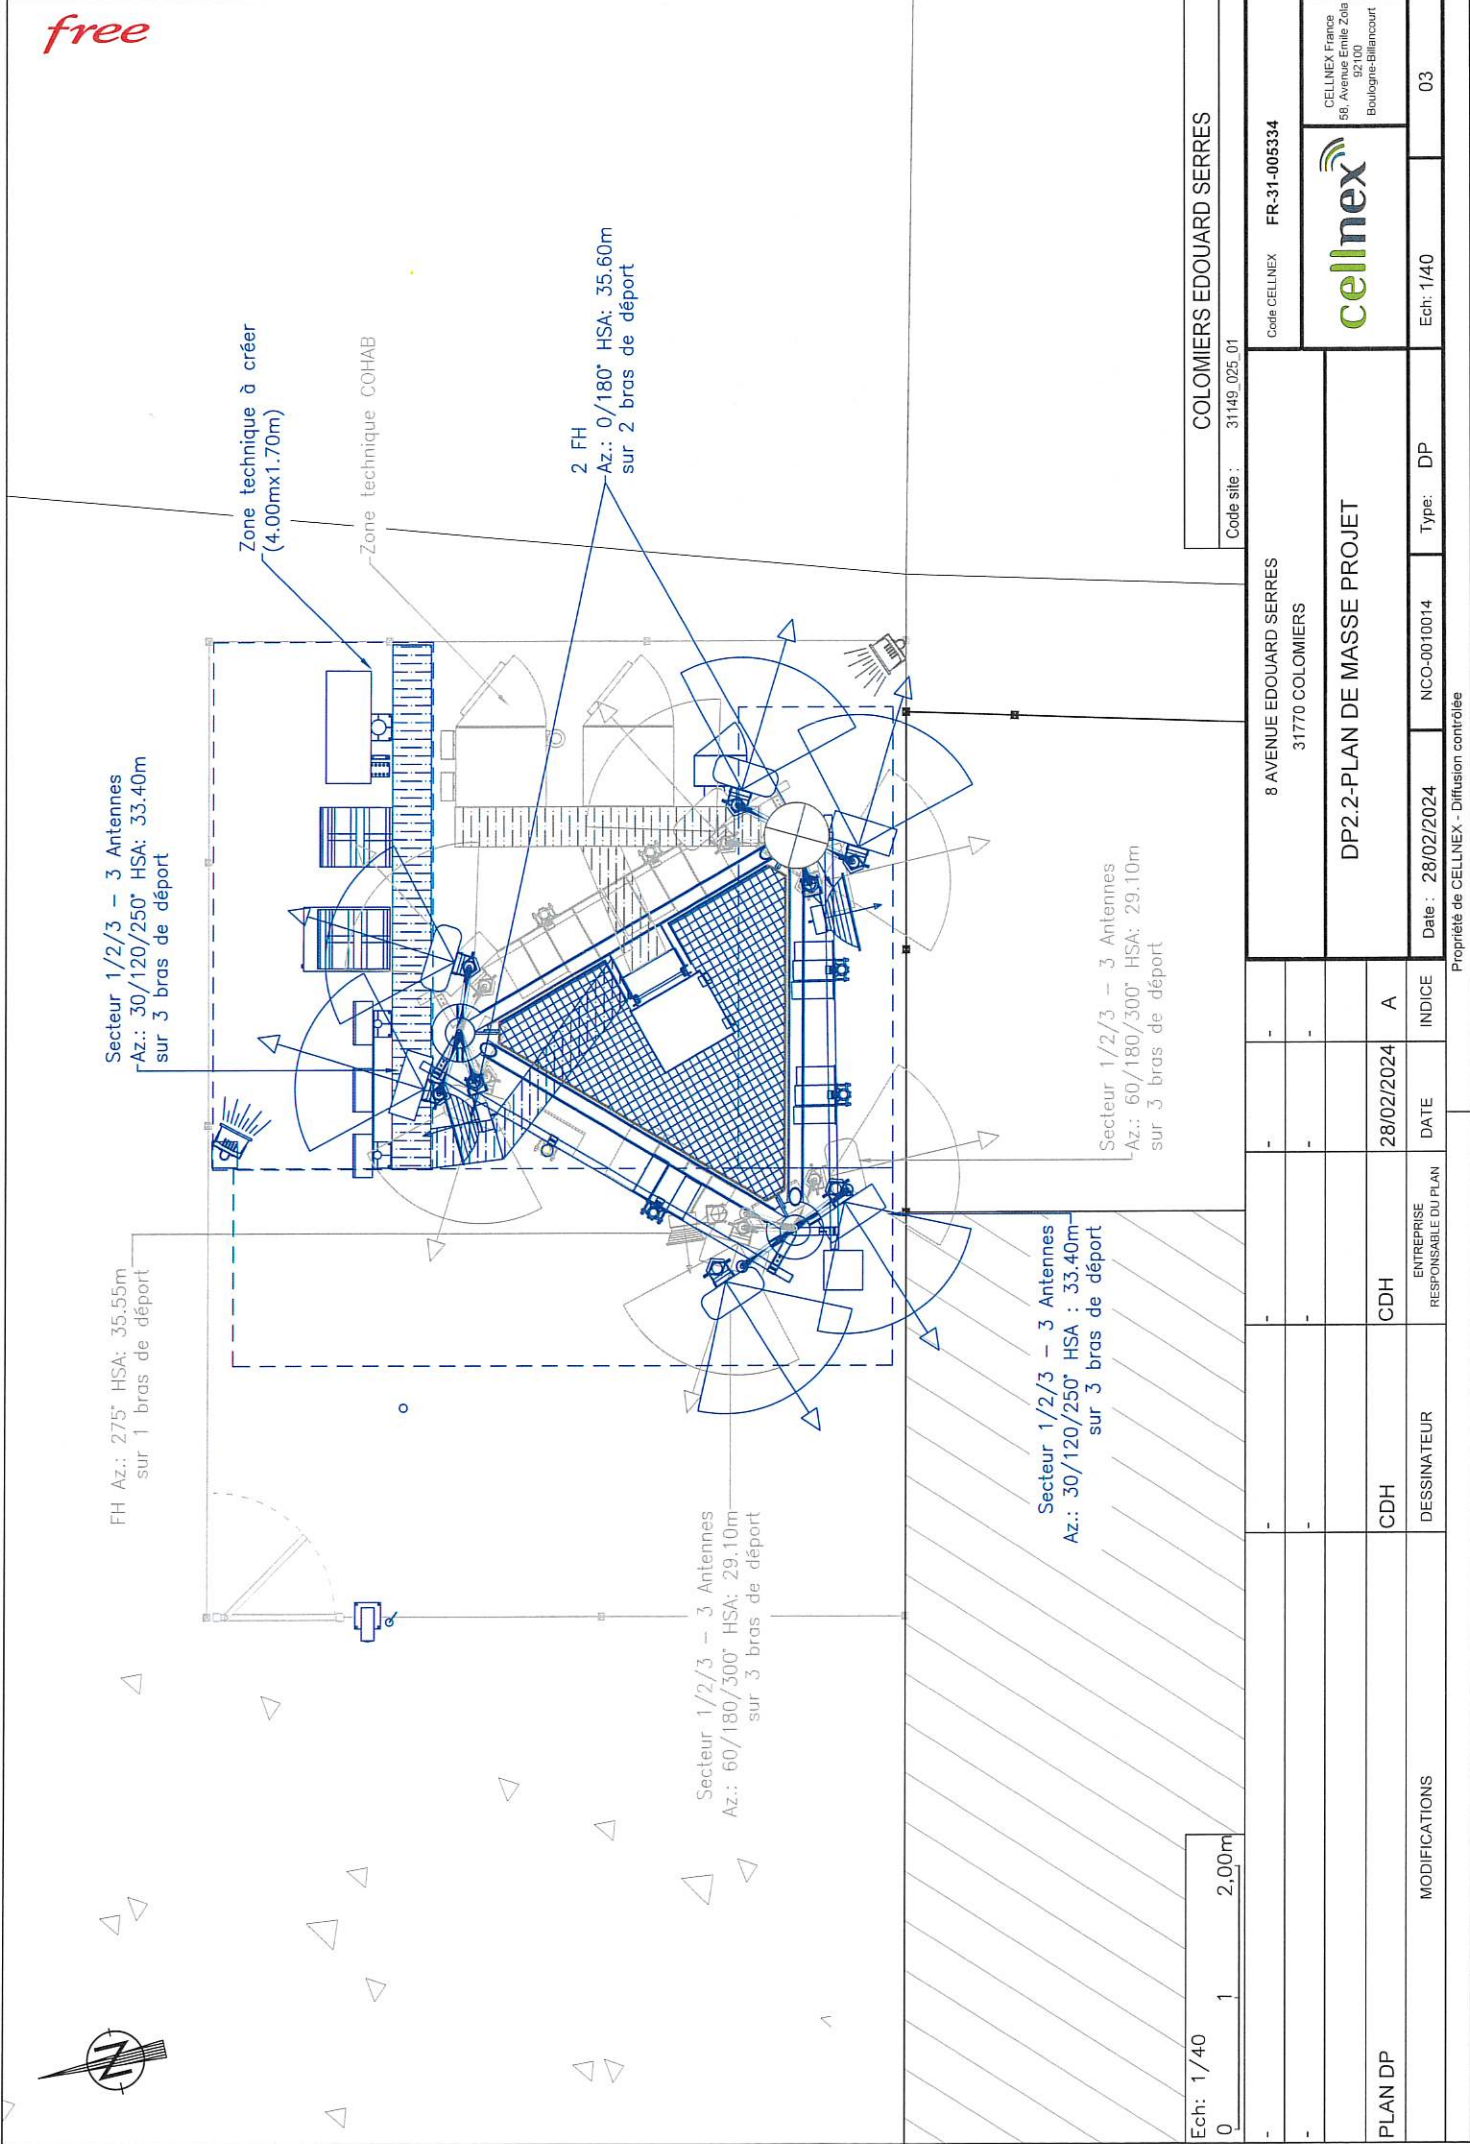 free
Zone technique à créer
(4.00mx1.70m)
Zone technique COHAB
2 FH
Az.: 0/180° HSA: 35.60m
sur 2 bras de déport
Secteur 1/2/3 - 3 Antennes
Az.: 30/120/250° HSA: 33.40m
sur 3 bras de déport
FH Az.: 275° HSA: 35.55m
sur 1 bras de déport
Secteur 1/2/3 - 3 Antennes
Az.: 60/180/300° HSA: 29.10m
sur 3 bras de déport
Secteur 1/2/3 - 3 Antennes
Az.: 60/180/300° HSA: 29.10m
sur 3 bras de déport
Secteur 1/2/3 - 3 Antennes
Az.: 30/120/250° HSA : 33.40m
sur 3 bras de déport
N
Ech: 1/40
0 1 2,00m
COLOMIERS EDOUARD SERRES
Code site : 31149_025_01
8 AVENUE EDOUARD SERRES
31770 COLOMIERS
Code CELLNEX FR-31-005334
DP2.2-PLAN DE MASSE PROJET
cellnex
CELLNEX France
58, Avenue Emile Zola
92100
Boulogne-Billancourt
- - - - -
- - - - -
PLAN DP CDH CDH 28/02/2024 A
MODIFICATIONS DESSINATEUR ENTREPRISE
RESPONSABLE DU PLAN DATE INDICE
Date : 28/02/2024 NCO-0010014 Type: DP Ech: 1/40 03
Propriété de CELLNEX - Diffusion contrôlée